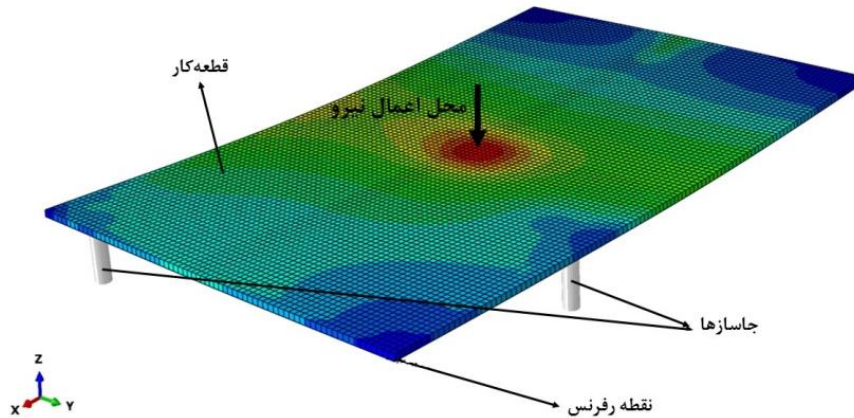 قطعه‌کار
محل اعمال نیرو
جاسازها
نقطه رفرنس
Z
X
Y